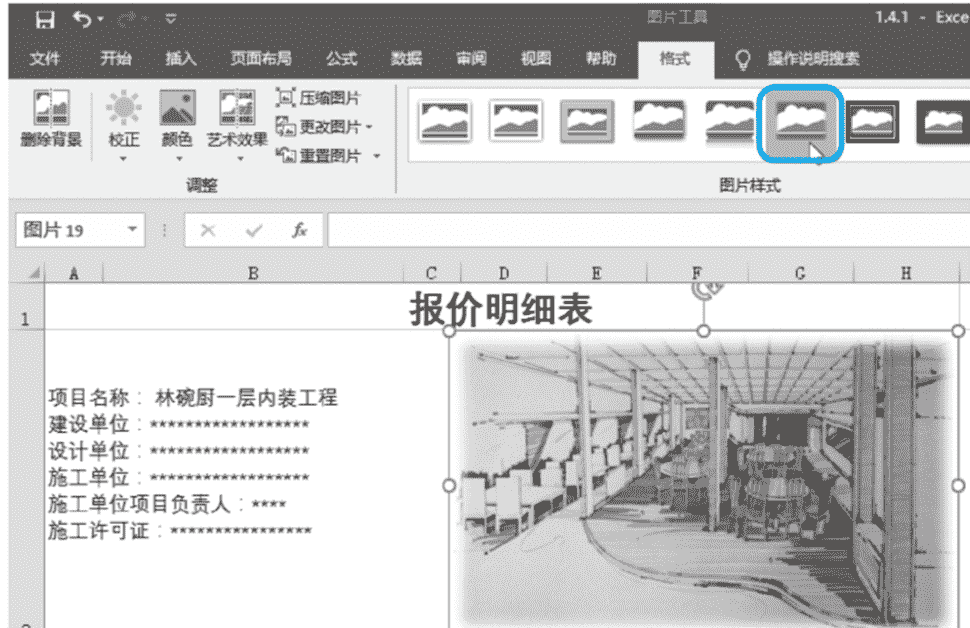 图片工具 1.4.1 - Exce
文件 开始 插入 页面布局 公式 数据 审阅 视图 帮助 格式 操作说明搜索
删除背景 校正 颜色 艺术效果 压缩图片
更改图片
重置图片
调整 图片样式
图片 19 fx
A B C D E F G H
1 报价明细表
项目名称：林碗厨一层内装工程
建设单位：******************
设计单位：******************
施工单位：******************
施工单位项目负责人：****
施工许可证：****************